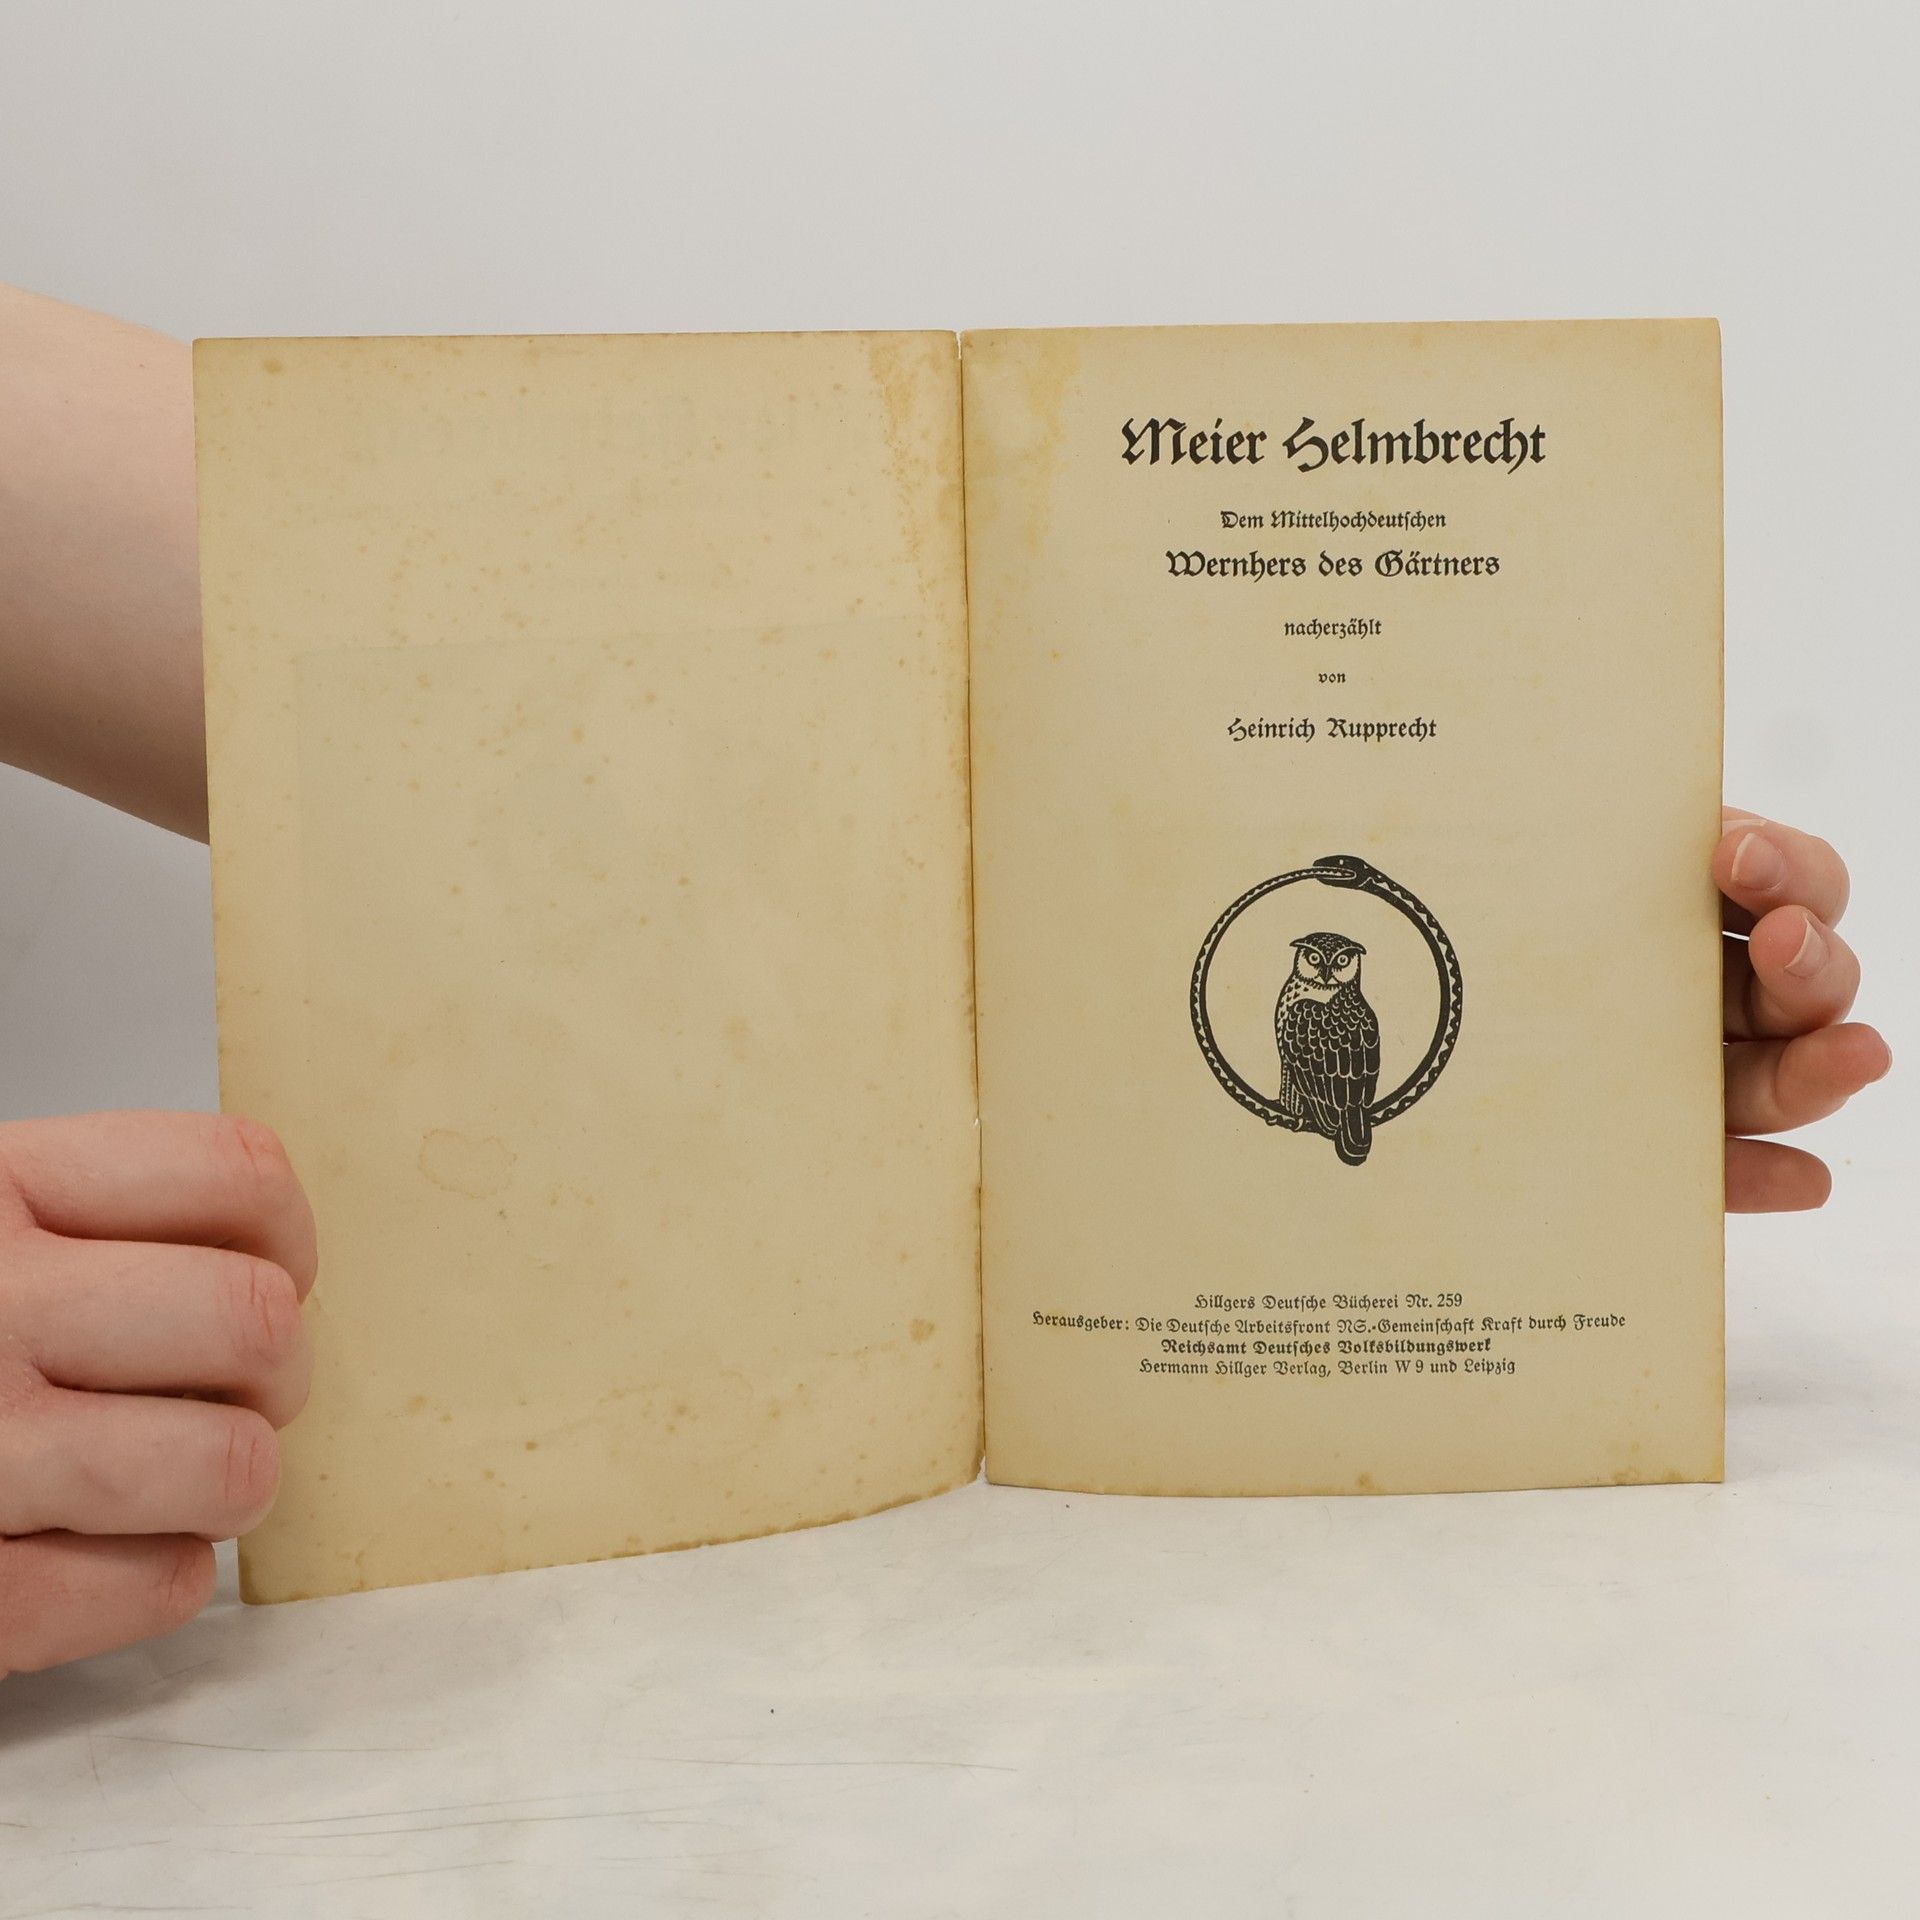 Meier Helmbrecht
Dem Mittelhochdeutſchen
Wernhers des Gärtners
nacherzählt
von
Heinrich Rupprecht
Hillgers Deutſche Bücherei Nr. 259
Herausgeber: Die Deutſche Arbeitsfront NS.-Gemeinſchaft Kraft durch Freude
Reichsamt Deutſches Volksbildungswerk
Hermann Hillger Verlag, Berlin W 9 und Leipzig